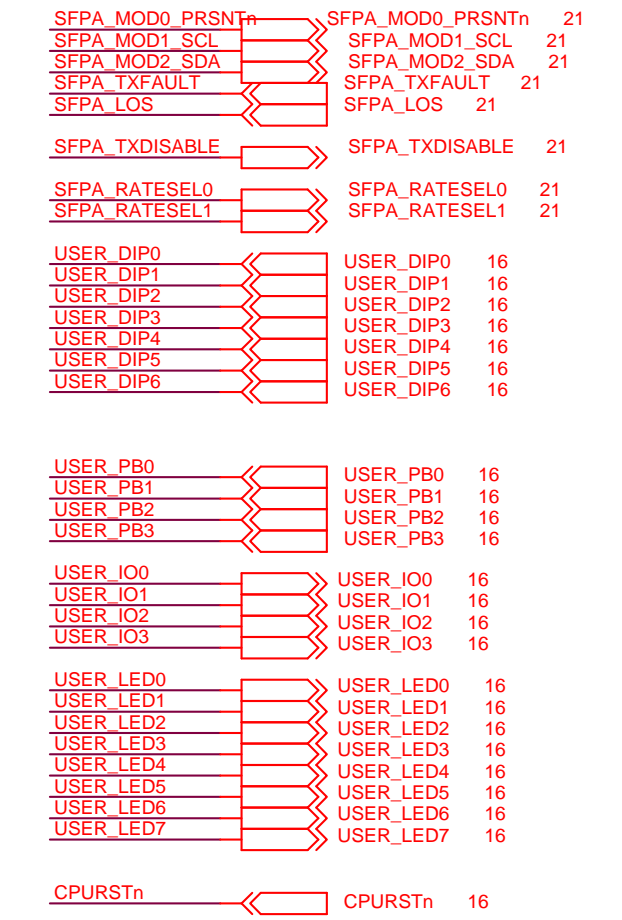 SFPA_MOD0_PRSNTn SFPA_MOD0_PRSNTn 21
SFPA_MOD1_SCL SFPA_MOD1_SCL 21
SFPA_MOD2_SDA SFPA_MOD2_SDA 21
SFPA_TXFAULT SFPA_TXFAULT 21
SFPA_LOS SFPA_LOS 21
SFPA_TXDISABLE SFPA_TXDISABLE 21
SFPA_RATESEL0 SFPA_RATESEL0 21
SFPA_RATESEL1 SFPA_RATESEL1 21
USER_DIP0 USER_DIP0 16
USER_DIP1 USER_DIP1 16
USER_DIP2 USER_DIP2 16
USER_DIP3 USER_DIP3 16
USER_DIP4 USER_DIP4 16
USER_DIP5 USER_DIP5 16
USER_DIP6 USER_DIP6 16
USER_PB0 USER_PB0 16
USER_PB1 USER_PB1 16
USER_PB2 USER_PB2 16
USER_PB3 USER_PB3 16
USER_IO0 USER_IO0 16
USER_IO1 USER_IO1 16
USER_IO2 USER_IO2 16
USER_IO3 USER_IO3 16
USER_LED0 USER_LED0 16
USER_LED1 USER_LED1 16
USER_LED2 USER_LED2 16
USER_LED3 USER_LED3 16
USER_LED4 USER_LED4 16
USER_LED5 USER_LED5 16
USER_LED6 USER_LED6 16
USER_LED7 USER_LED7 16
CPURSTn CPURSTn 16